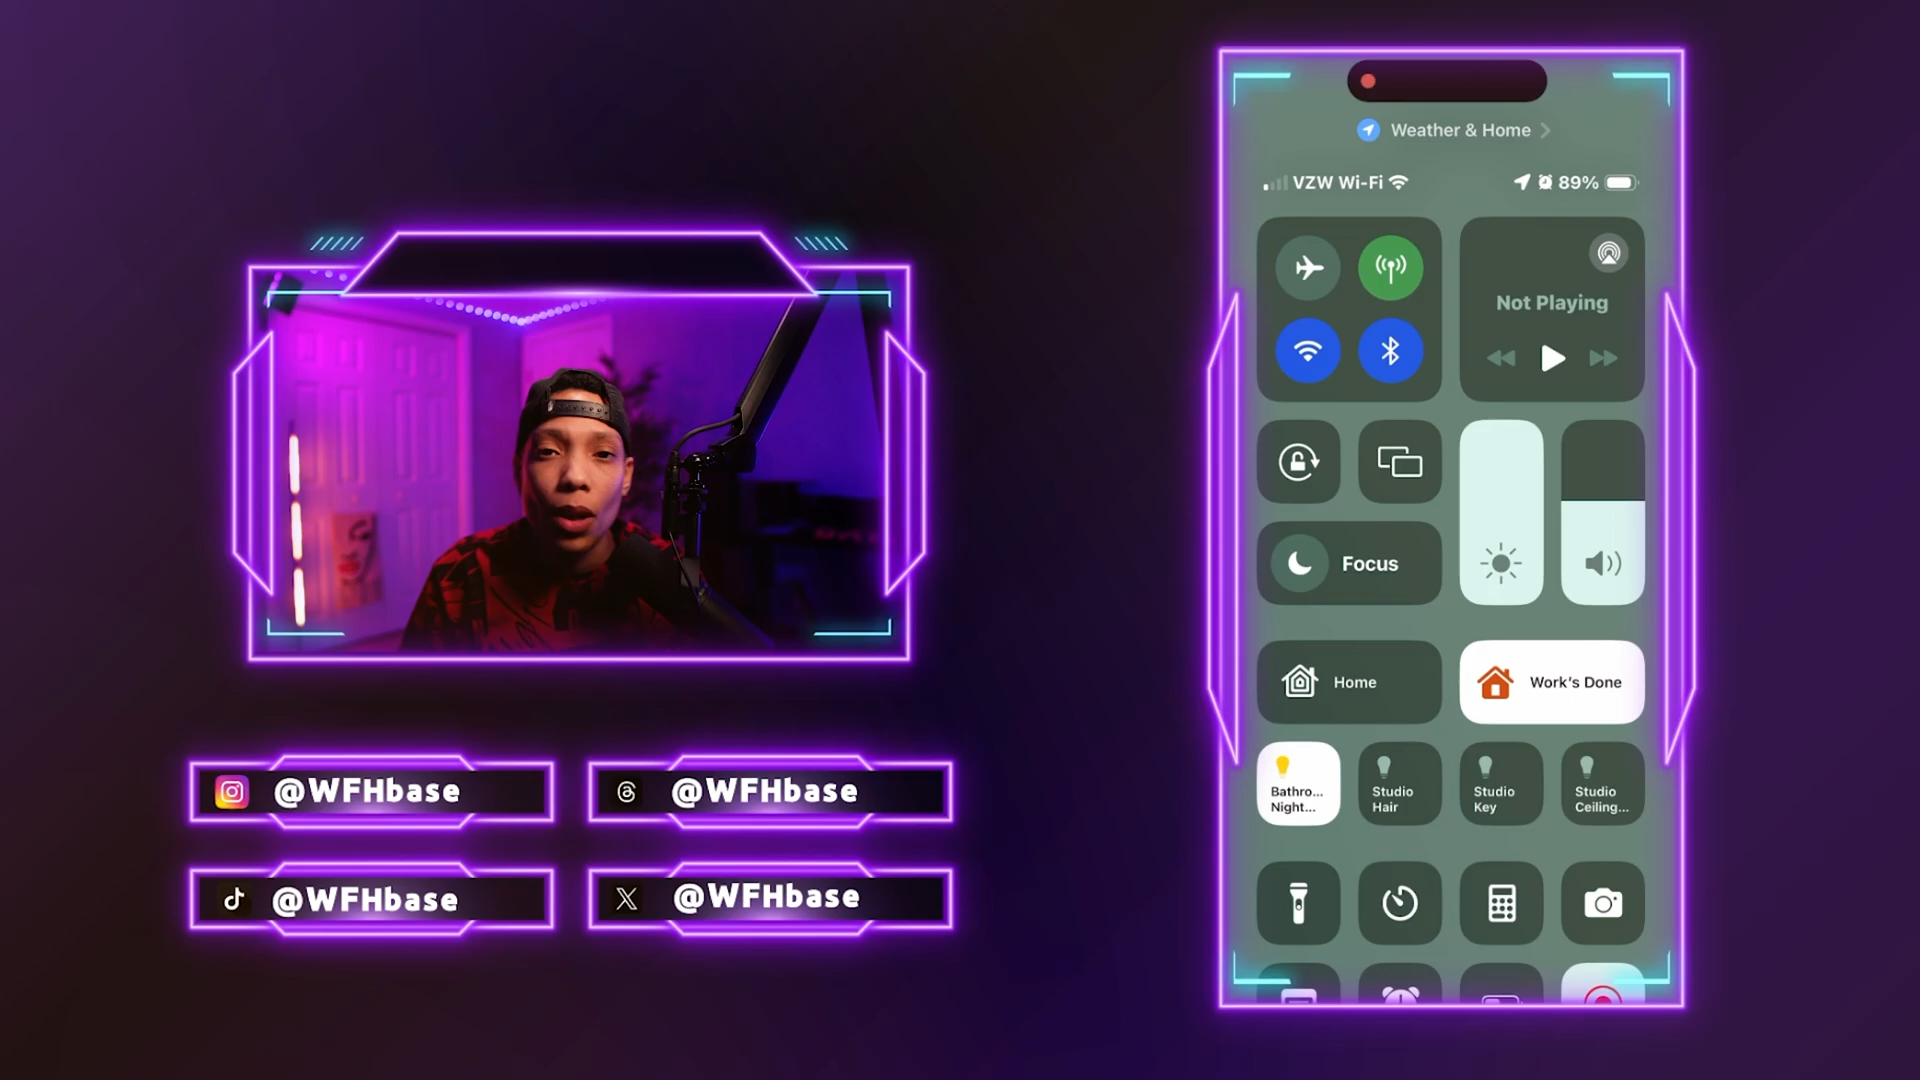 Weather & Home
VZW Wi-Fi
89%
Not Playing
Focus
Home
Work's Done
Bathro...
Night...
Studio
Hair
Studio
Key
Studio
Ceiling...
@WFHbase
@WFHbase
@WFHbase
@WFHbase